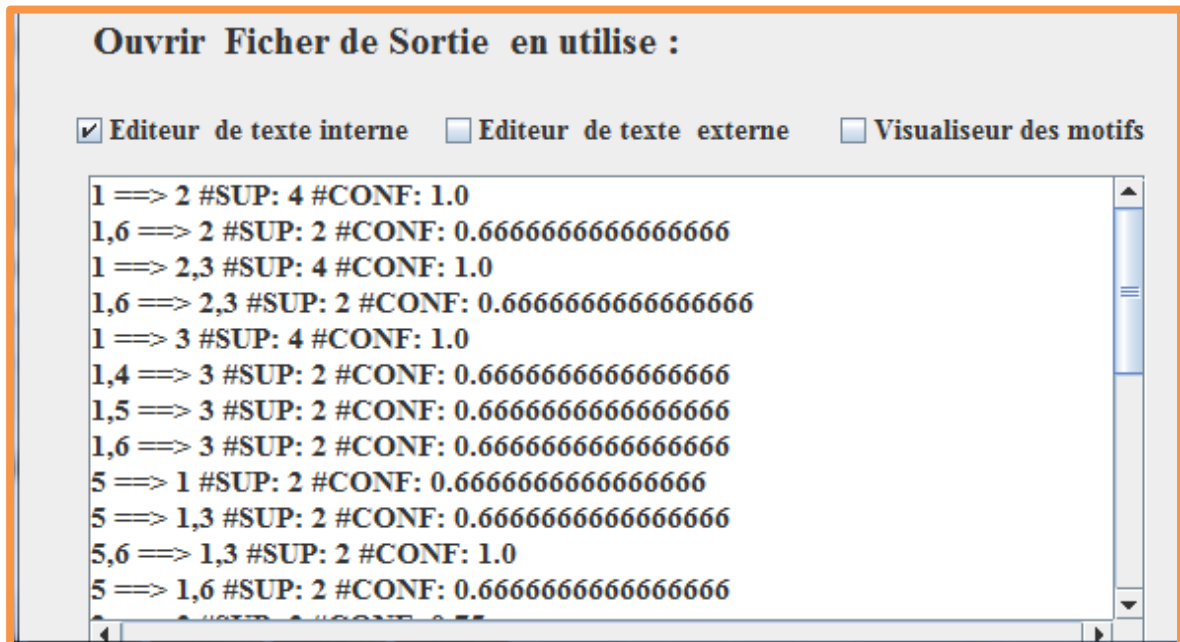 Ouvrir Ficher de Sortie en utilise :
Editeur de texte interne Editeur de texte externe Visualiseur des motifs
1 ==> 2 #SUP: 4 #CONF: 1.0
1,6 ==> 2 #SUP: 2 #CONF: 0.6666666666666666
1 ==> 2,3 #SUP: 4 #CONF: 1.0
1,6 ==> 2,3 #SUP: 2 #CONF: 0.6666666666666666
1 ==> 3 #SUP: 4 #CONF: 1.0
1,4 ==> 3 #SUP: 2 #CONF: 0.6666666666666666
1,5 ==> 3 #SUP: 2 #CONF: 0.6666666666666666
1,6 ==> 3 #SUP: 2 #CONF: 0.6666666666666666
5 ==> 1 #SUP: 2 #CONF: 0.6666666666666666
5 ==> 1,3 #SUP: 2 #CONF: 0.6666666666666666
5,6 ==> 1,3 #SUP: 2 #CONF: 1.0
5 ==> 1,6 #SUP: 2 #CONF: 0.6666666666666666